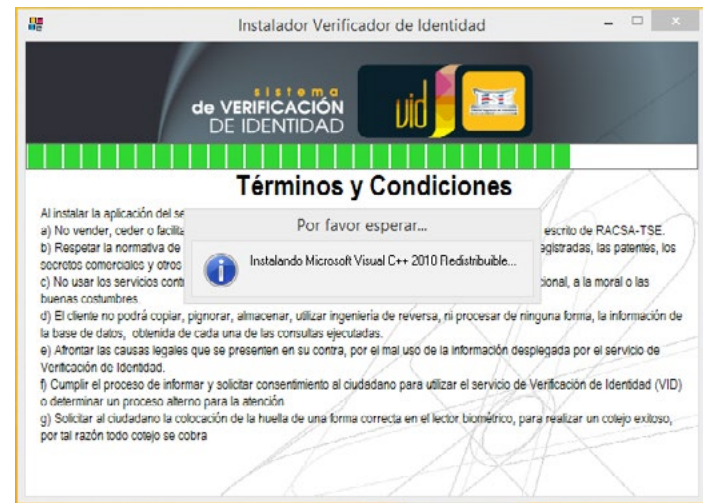 Instalador Verificador de Identidad
sistema
de VERIFICACIÓN
DE IDENTIDAD
vid
Términos y Condiciones
Al instalar la aplicación del se
a) No vender, ceder o facilita
escrito de RACSA-TSE.
b) Respetar la normativa de
egistradas, las patentes, los
secretos comerciales y otros
c) No usar los servicios cont
cional, a la moral o las
buenas costumbres
Por favor esperar...
Instalando Microsoft Visual C++ 2010 Redistribuible...
d) El cliente no podrá copiar, pignorar, almacenar, utilizar ingeniería de reversa, ni procesar de ninguna forma, la información de
la base de datos, obtenida de cada una de las consultas ejecutadas.
e) Afrontar las causas legales que se presenten en su contra, por el mal uso de la información desplegada por el servicio de
Verificación de Identidad.
f) Cumplir el proceso de informar y solicitar consentimiento al ciudadano para utilizar el servicio de Verificación de Identidad (VID)
o determinar un proceso alterno para la atención
g) Solicitar al ciudadano la colocación de la huella de una forma correcta en el lector biométrico, para realizar un cotejo exitoso,
por tal razón todo cotejo se cobra